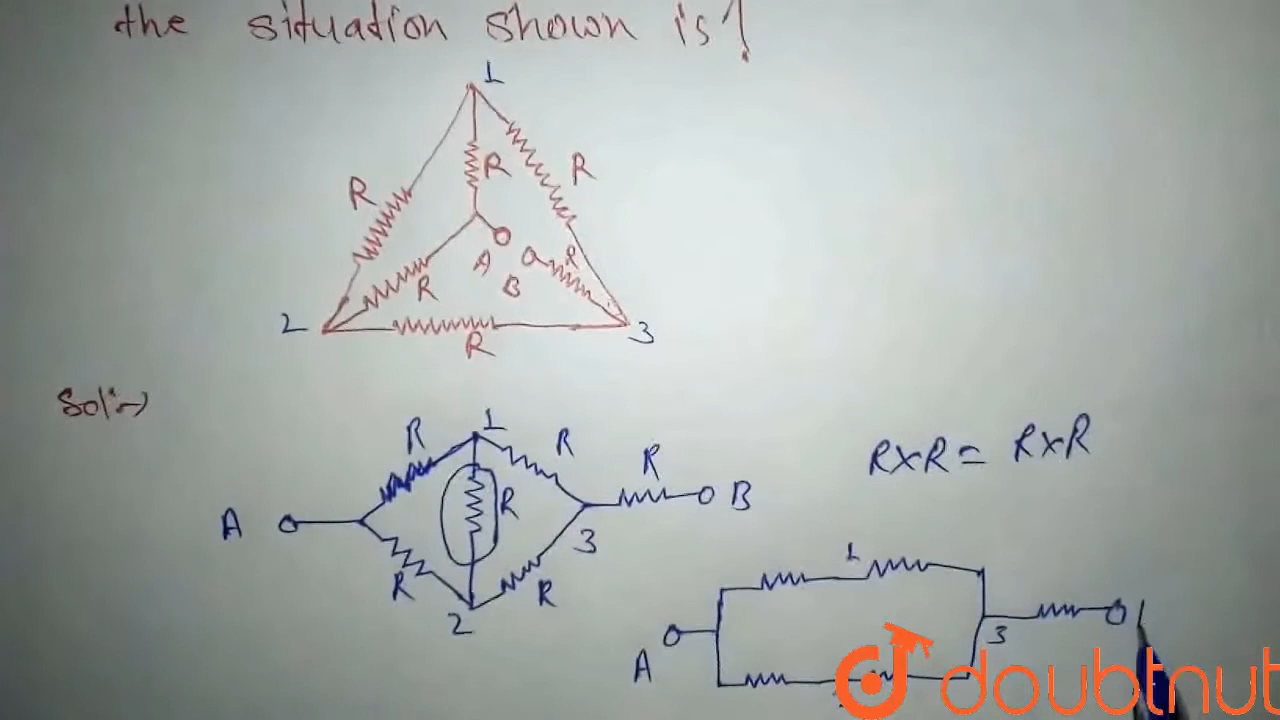 the situation shown is?
1
R R R
A
R R
B
2 R 3
Sol:→
1
R R
R R×R = R×R
A R B
3
R R
2
1
A 3
doubtnut